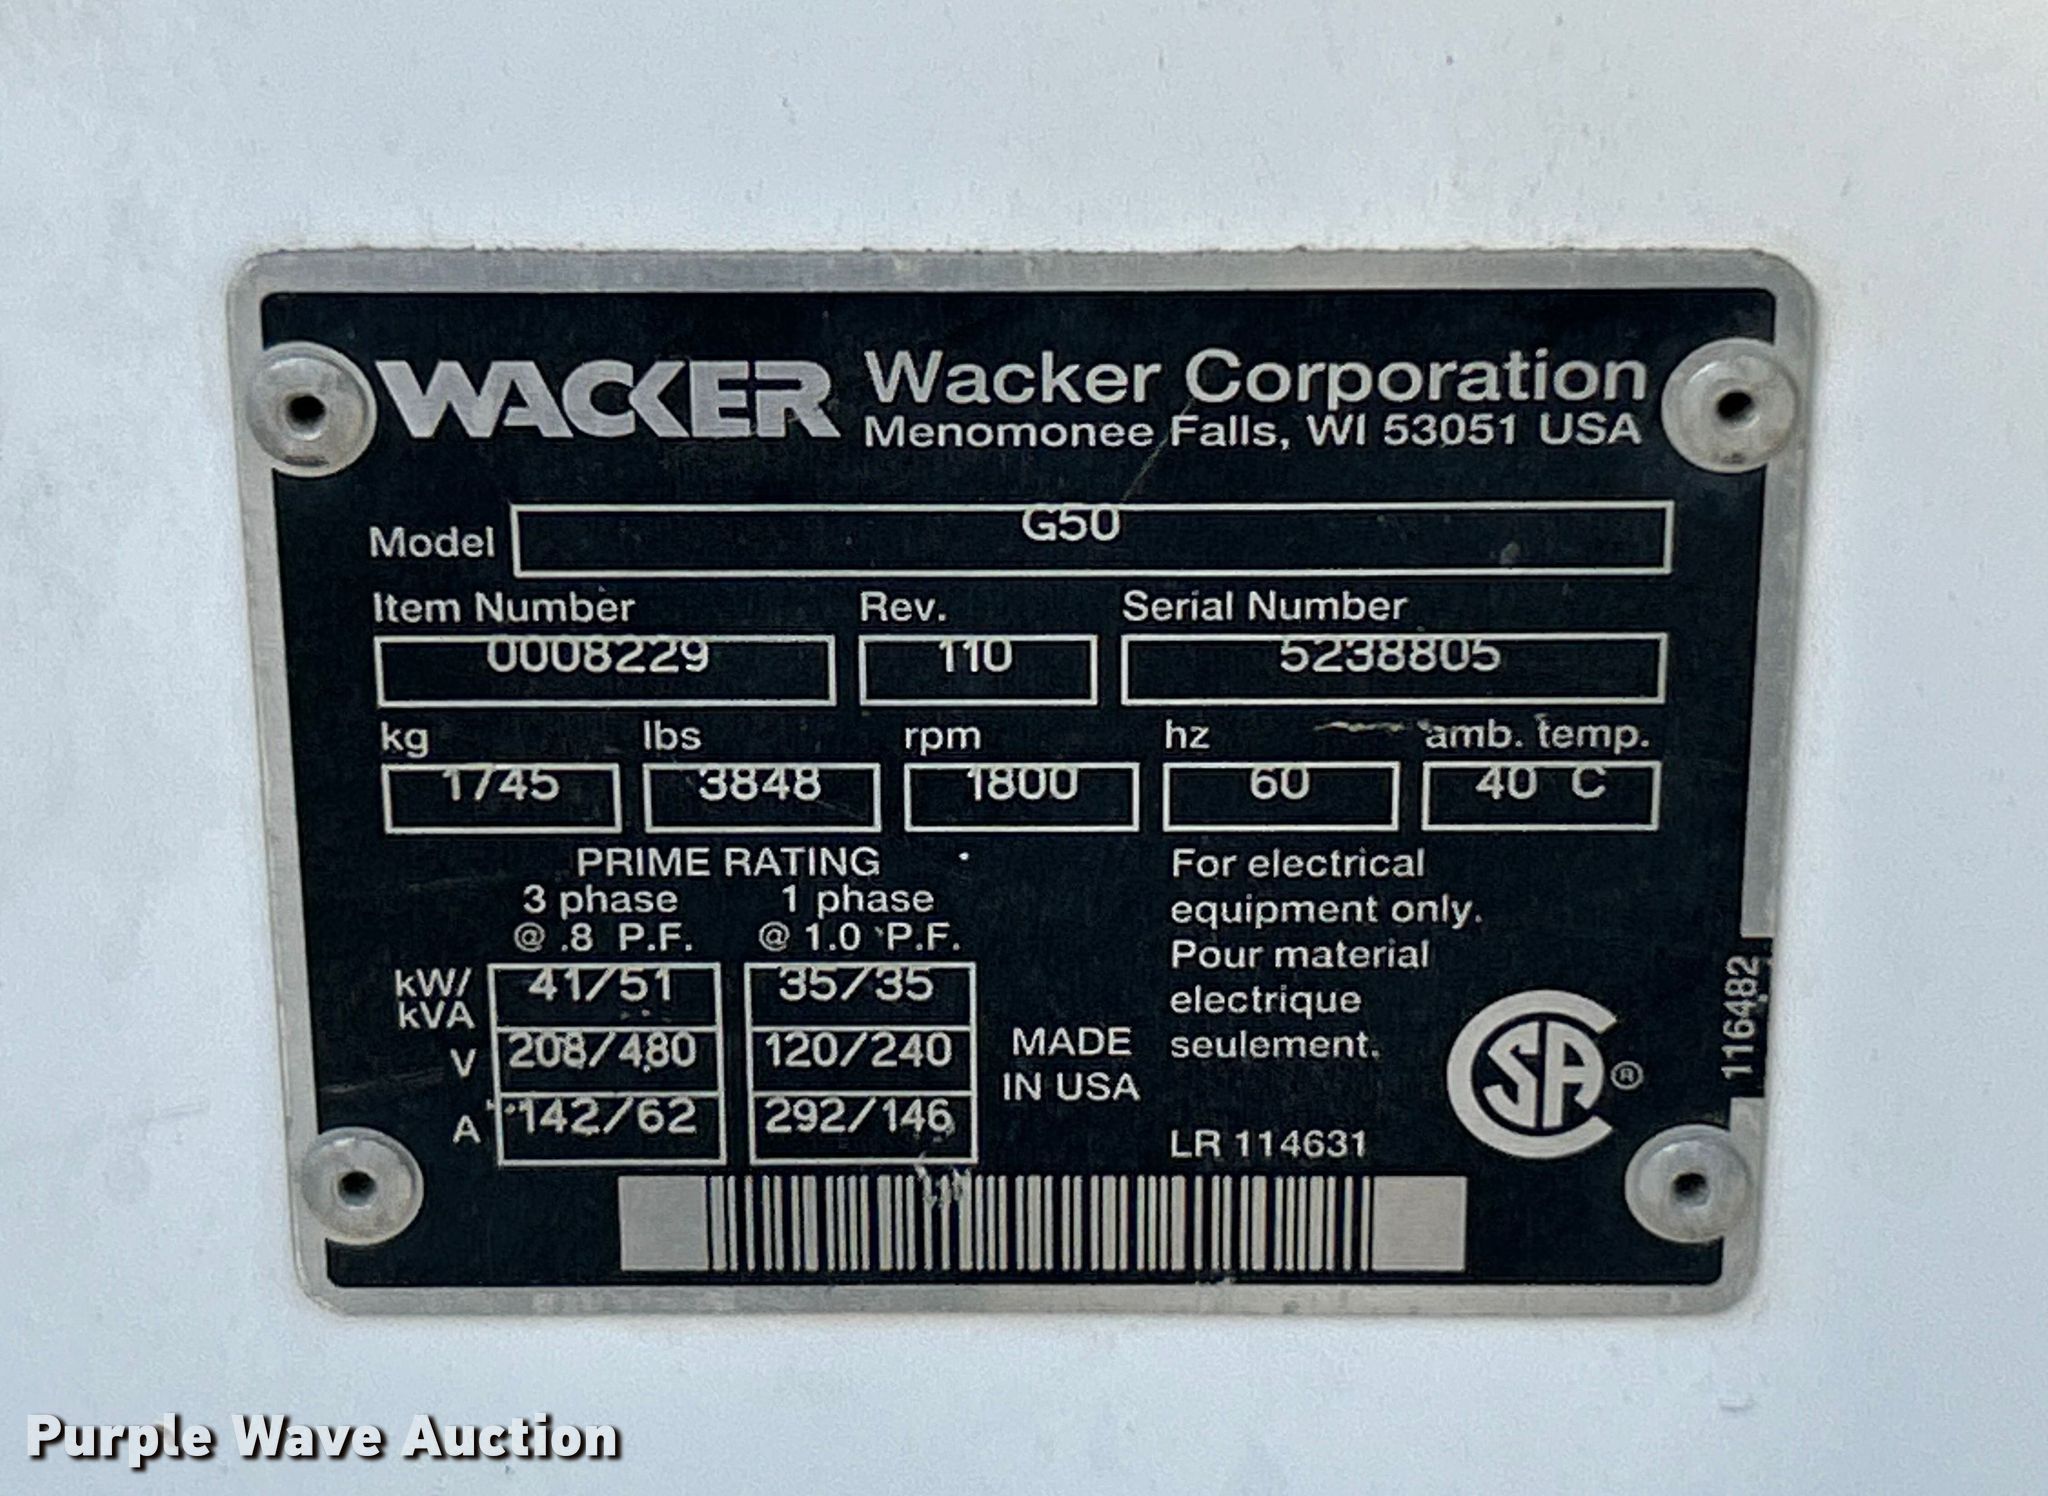 WACKER Wacker Corporation
Menomonee Falls, WI 53051 USA
Model G50
Item Number Rev. Serial Number
0008229 110 5238805
kg lbs rpm hz amb. temp.
1745 3848 1800 60 40 C
PRIME RATING
3 phase 1 phase
@ .8 P.F. @ 1.0 P.F.
kW/kVA 41/51 35/35
V 208/480 120/240
A 142/62 292/146
MADE
IN USA
For electrical
equipment only.
Pour material
electrique
seulement.
LR 114631
CSA ®
116482
Purple Wave Auction